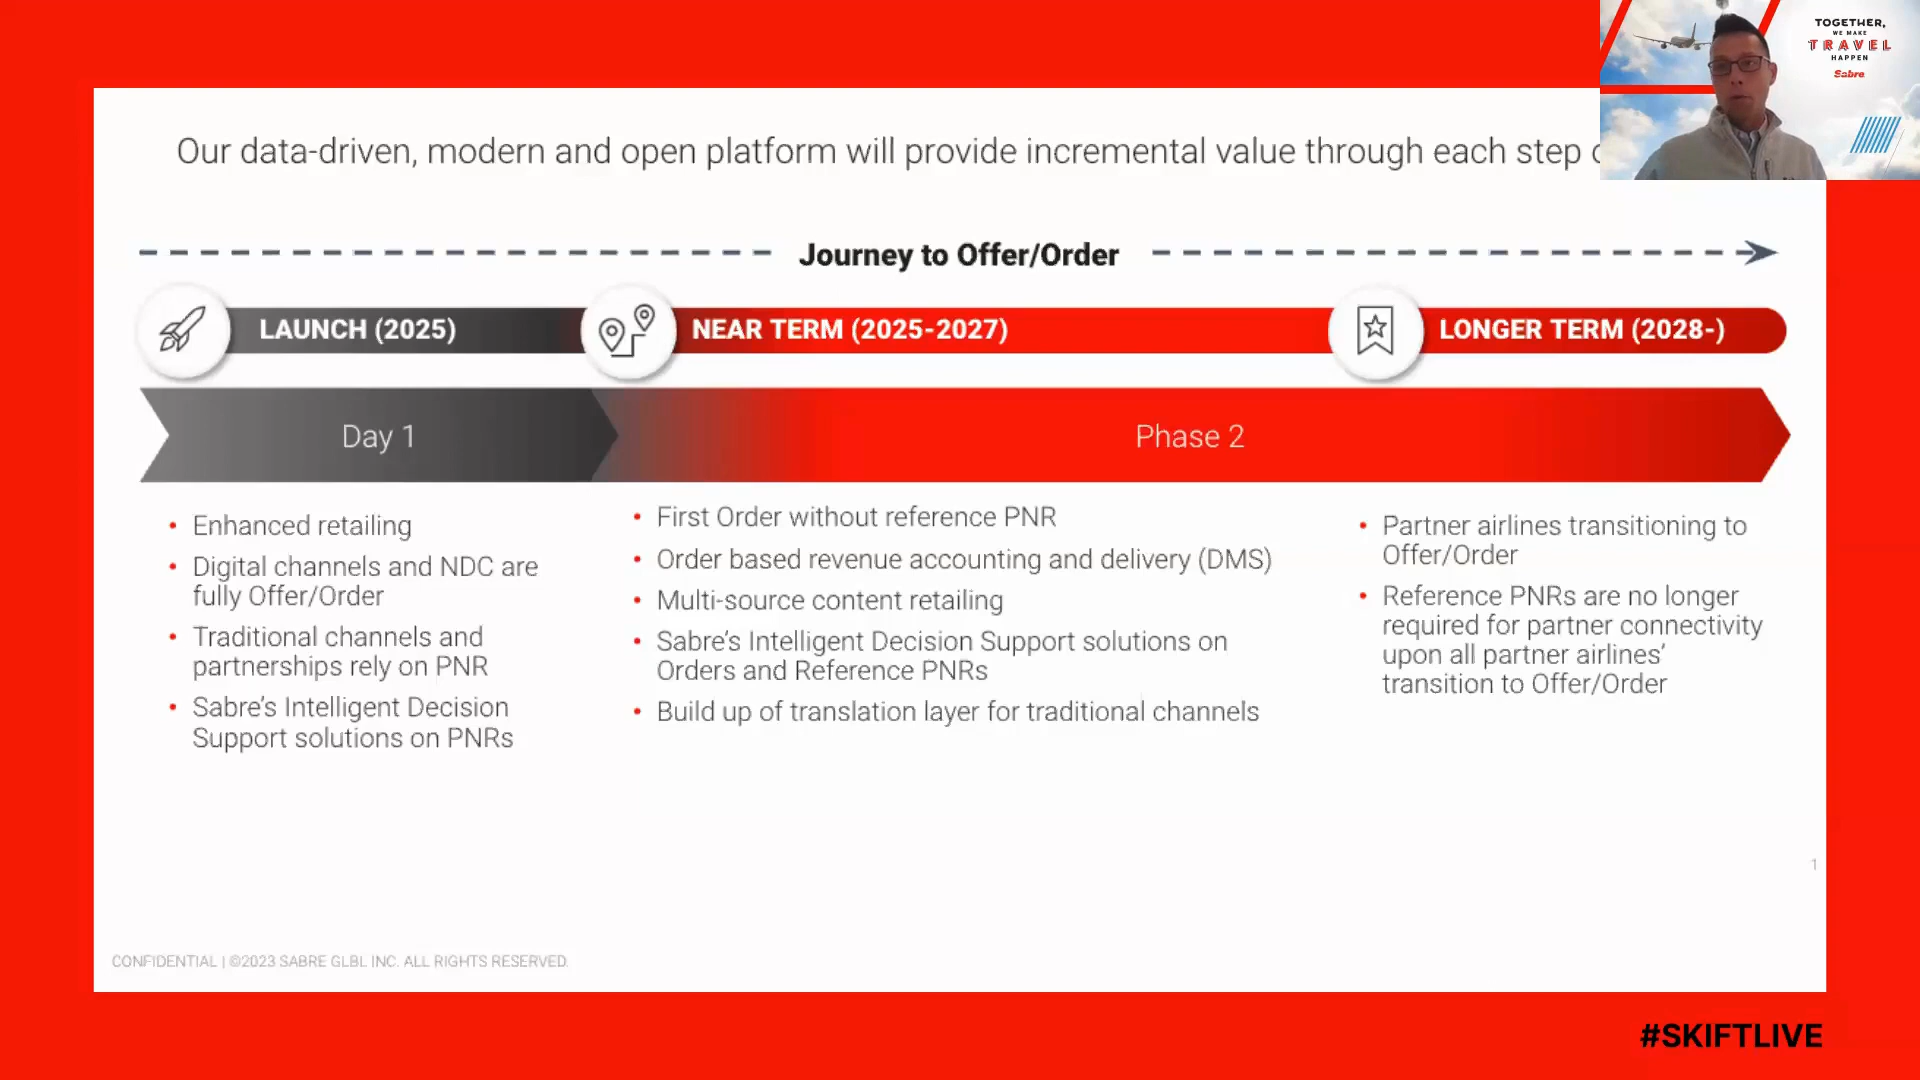 TOGETHER,
WE MAKE
TRAVEL
HAPPEN
Sabre
Our data-driven, modern and open platform will provide incremental value through each step
Journey to Offer/Order
LAUNCH (2025)
NEAR TERM (2025-2027)
LONGER TERM (2028-)
Day 1
Phase 2
• Enhanced retailing
• Digital channels and NDC are
fully Offer/Order
• Traditional channels and
partnerships rely on PNR
• Sabre's Intelligent Decision
Support solutions on PNRs
• First Order without reference PNR
• Order based revenue accounting and delivery (DMS)
• Multi-source content retailing
• Sabre's Intelligent Decision Support solutions on
Orders and Reference PNRs
• Build up of translation layer for traditional channels
• Partner airlines transitioning to
Offer/Order
• Reference PNRs are no longer
required for partner connectivity
upon all partner airlines'
transition to Offer/Order
1
CONFIDENTIAL | ©2023 SABRE GLBL INC. ALL RIGHTS RESERVED.
#SKIFTLIVE